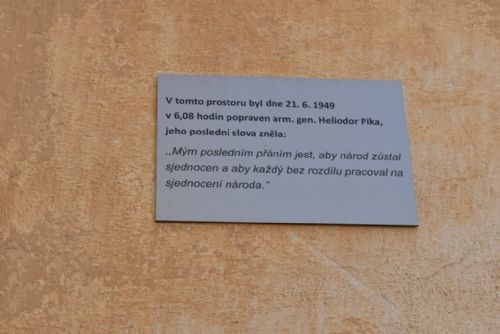 V tomto prostoru byl dne 21. 6. 1949
v 6,08 hodin popraven arm. gen. Heliodor Píka,
jeho poslední slova zněla:
,,Mým posledním přáním jest, aby národ zůstal
sjednocen a aby každý bez rozdílu pracoval na
sjednocení národa."